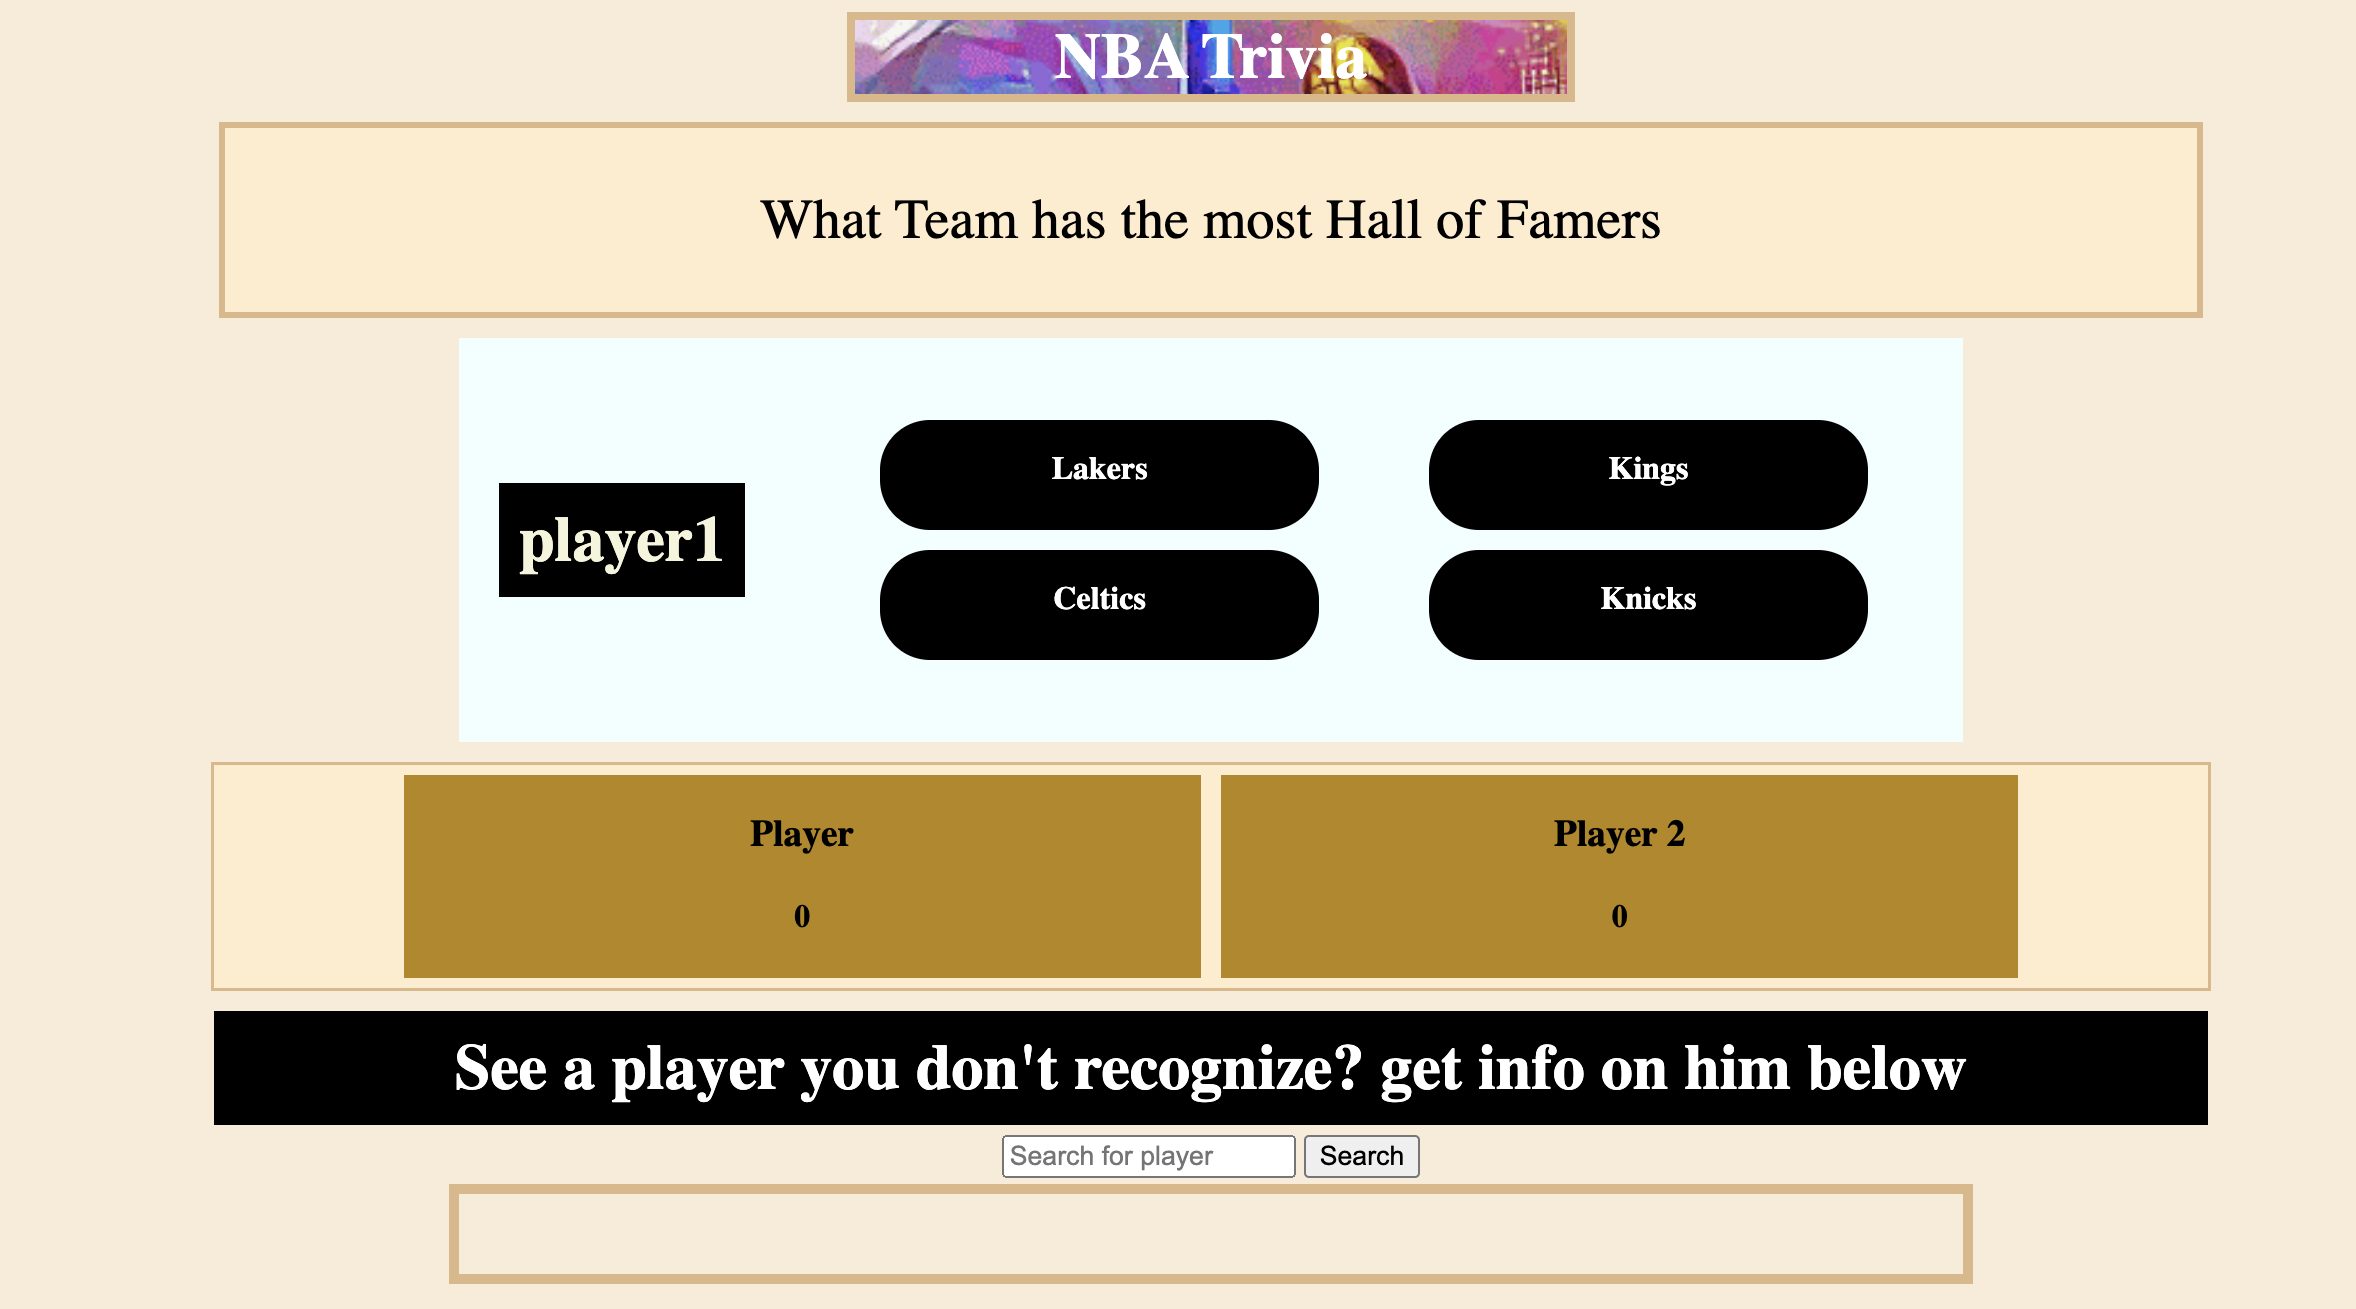 NBA Trivia
What Team has the most Hall of Famers
player1
Lakers
Kings
Celtics
Knicks
Player
Player 2
0
0
See a player you don't recognize? get info on him below
Search for player
Search